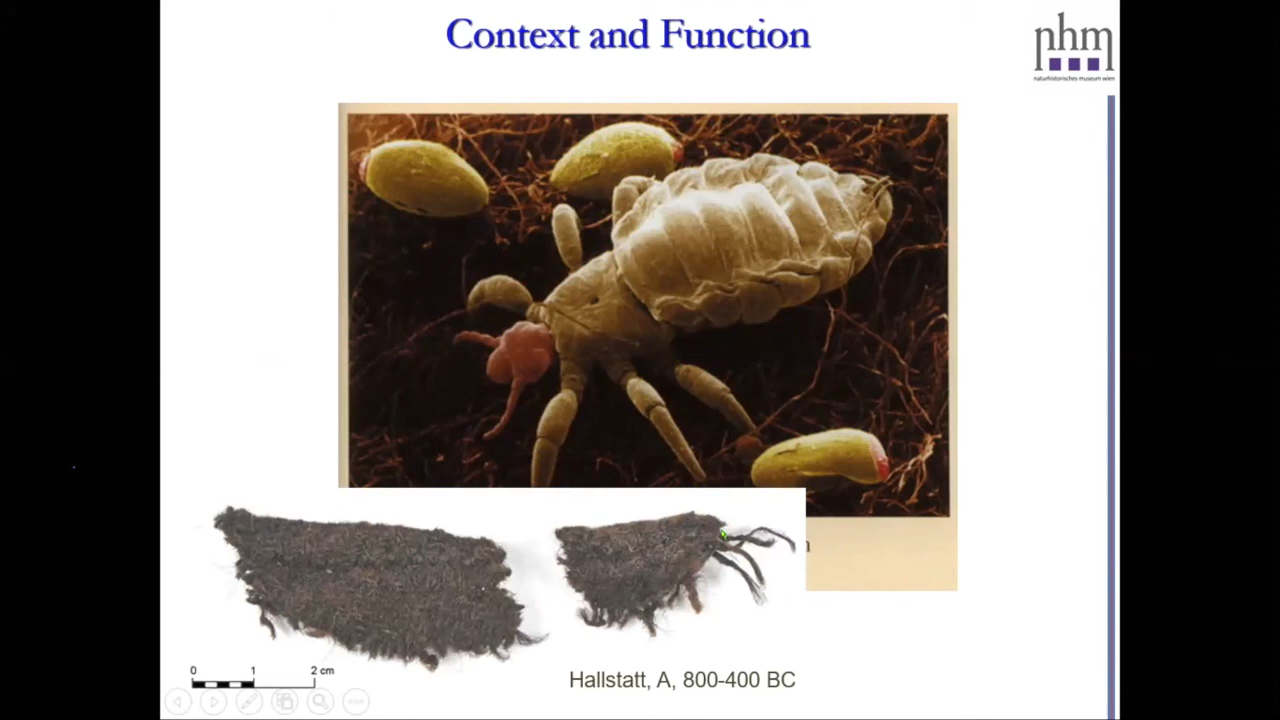 Context and Function
nhm
naturhistorisches museum wien
0 1 2 cm
Hallstatt, A, 800-400 BC